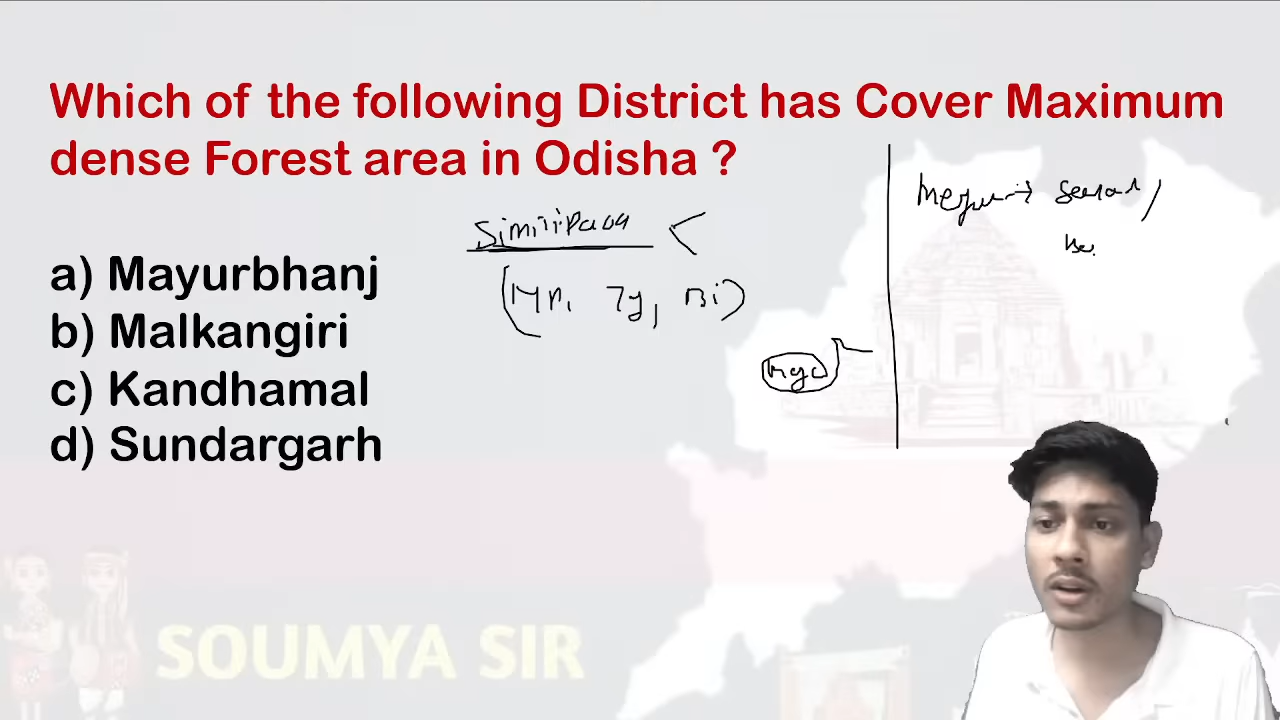 Which of the following District has Cover Maximum
dense Forest area in Odisha ?
a) Mayurbhanj
b) Malkangiri
c) Kandhamal
d) Sundargarh
SOUMYA SIR